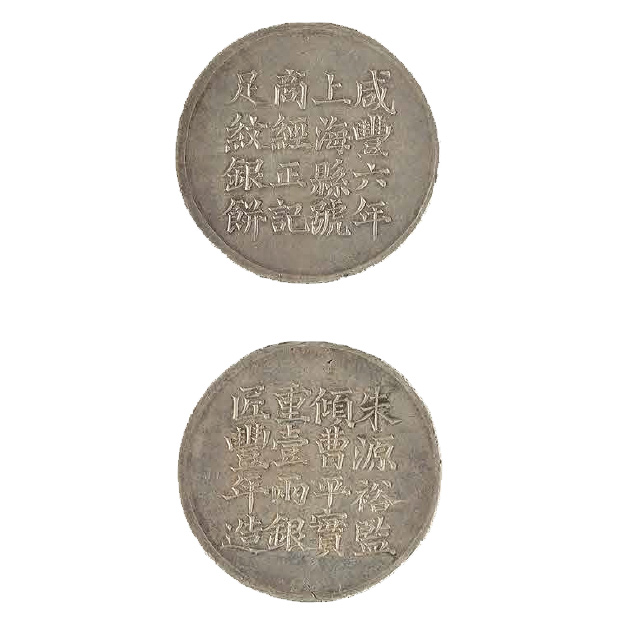 咸豐六年
上海縣號
商經正記
足紋銀餅
朱源裕監
傾曹平實
重壹兩銀
匠豐年造